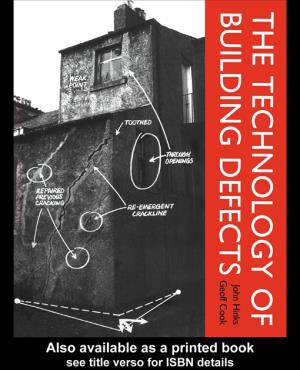 THE TECHNOLOGY OF
BUILDING DEFECTS
John Hinks
Geoff Cook
WEAK
POINT
TOOTHED
THROUGH
OPENINGS
REPAIRED
PREVIOUS
CRACKING
RE-EMERGENT
CRACKLINE
Also available as a printed book
see title verso for ISBN details